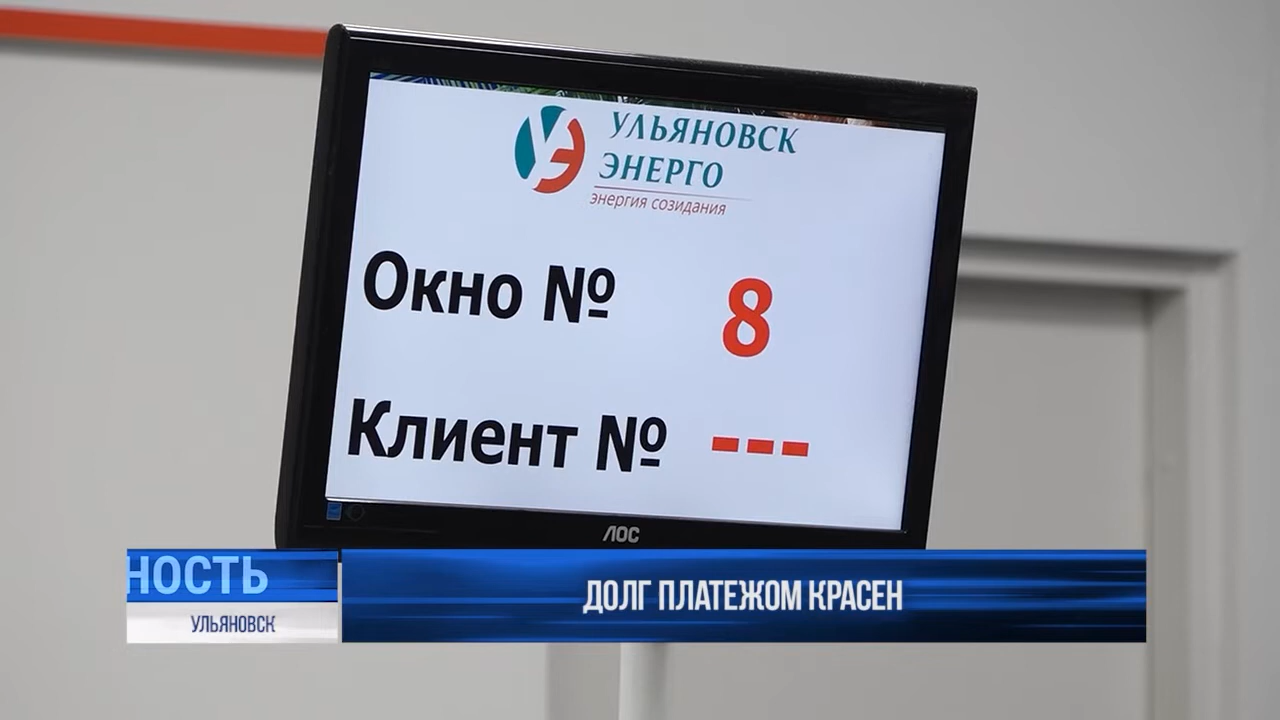 УЛЬЯНОВСК
ЭНЕРГО
энергия созидания
Окно № 8
Клиент № ---
AOC
НОСТЬ
УЛЬЯНОВСК
ДОЛГ ПЛАТЕЖОМ КРАСЕН